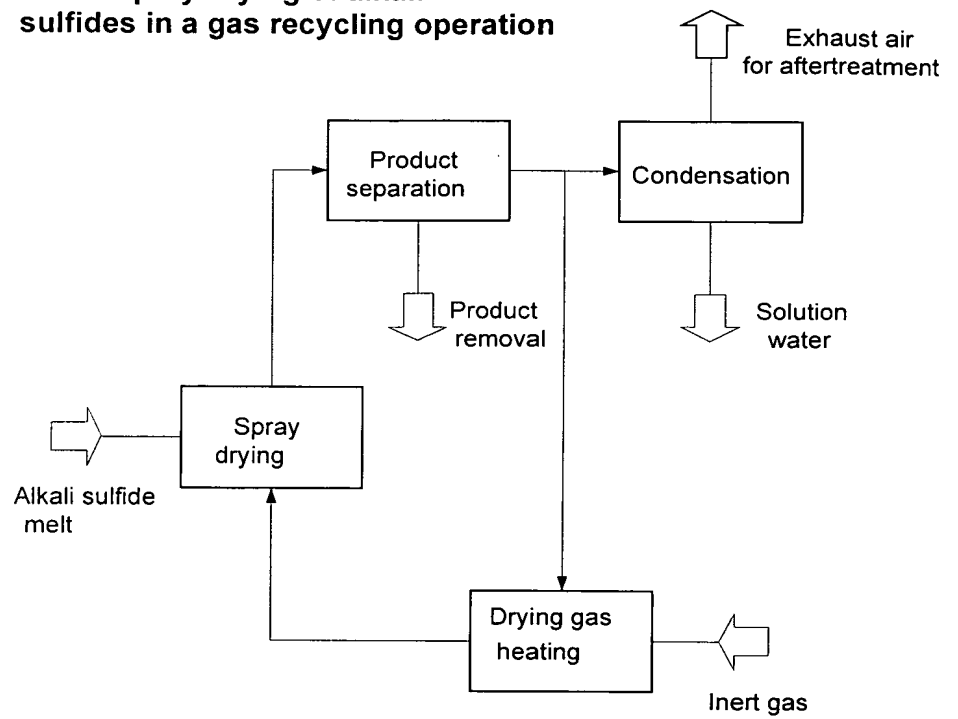 sulfides in a gas recycling operation
Exhaust air
for aftertreatment
Product
separation
Condensation
Product
removal
Solution
water
Spray
drying
Alkali sulfide
melt
Drying gas
heating
Inert gas